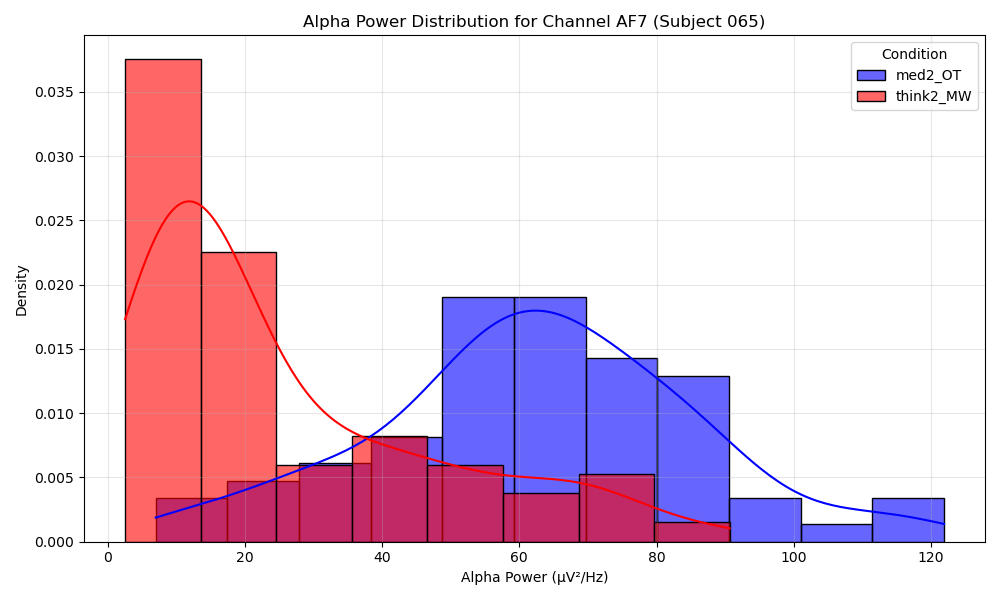 Alpha Power Distribution for Channel AF7 (Subject 065)
Condition
med2_OT
think2_MW
Density
0.035
0.030
0.025
0.020
0.015
0.010
0.005
0.000
0
20
40
60
80
100
120
Alpha Power (µV²/Hz)